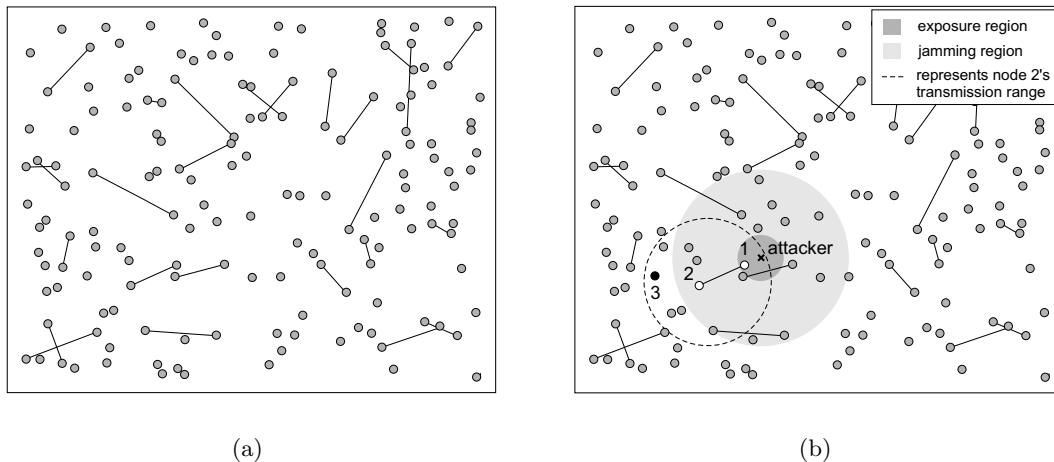 exposure region
jamming region
represents node 2's
transmission range
1
attacker
2
3
(a)
(b)